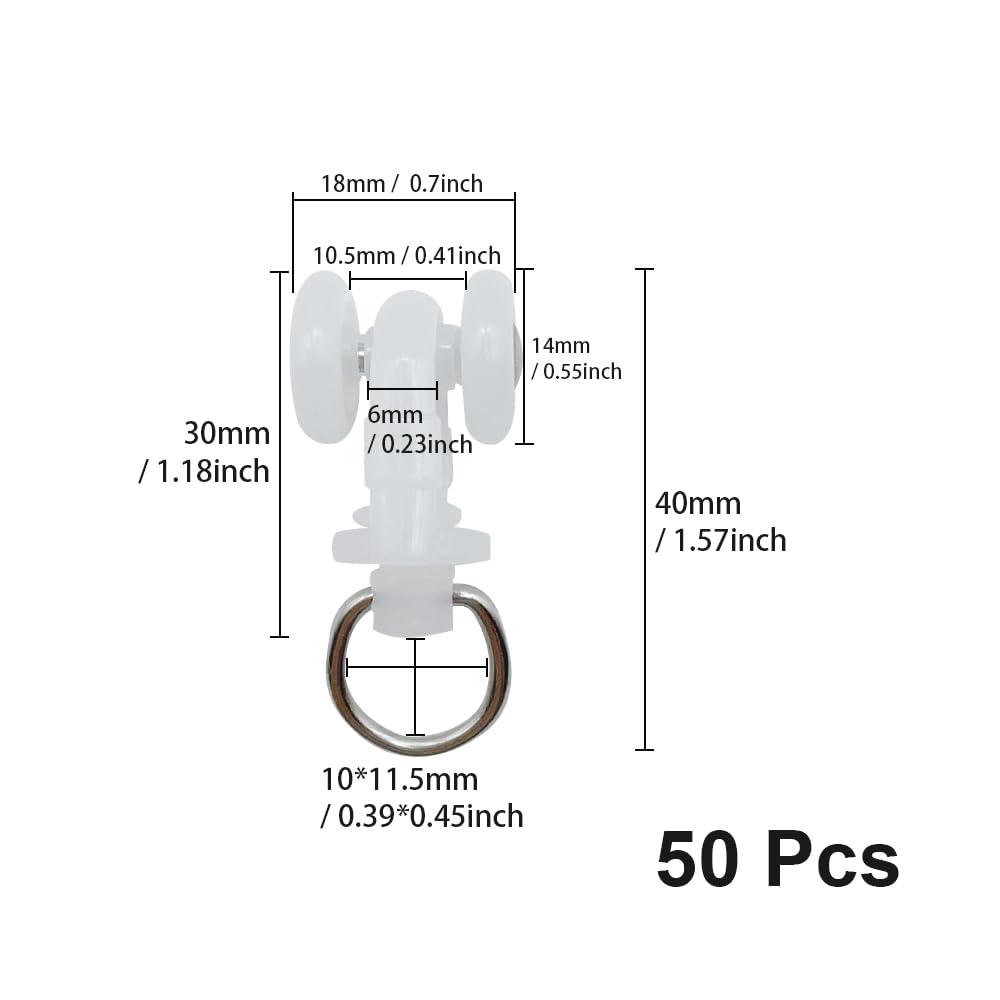 18mm / 0.7inch
10.5mm / 0.41inch
14mm
/ 0.55inch
6mm
/ 0.23inch
30mm
/ 1.18inch
40mm
/ 1.57inch
10*11.5mm
/ 0.39*0.45inch
50 Pcs